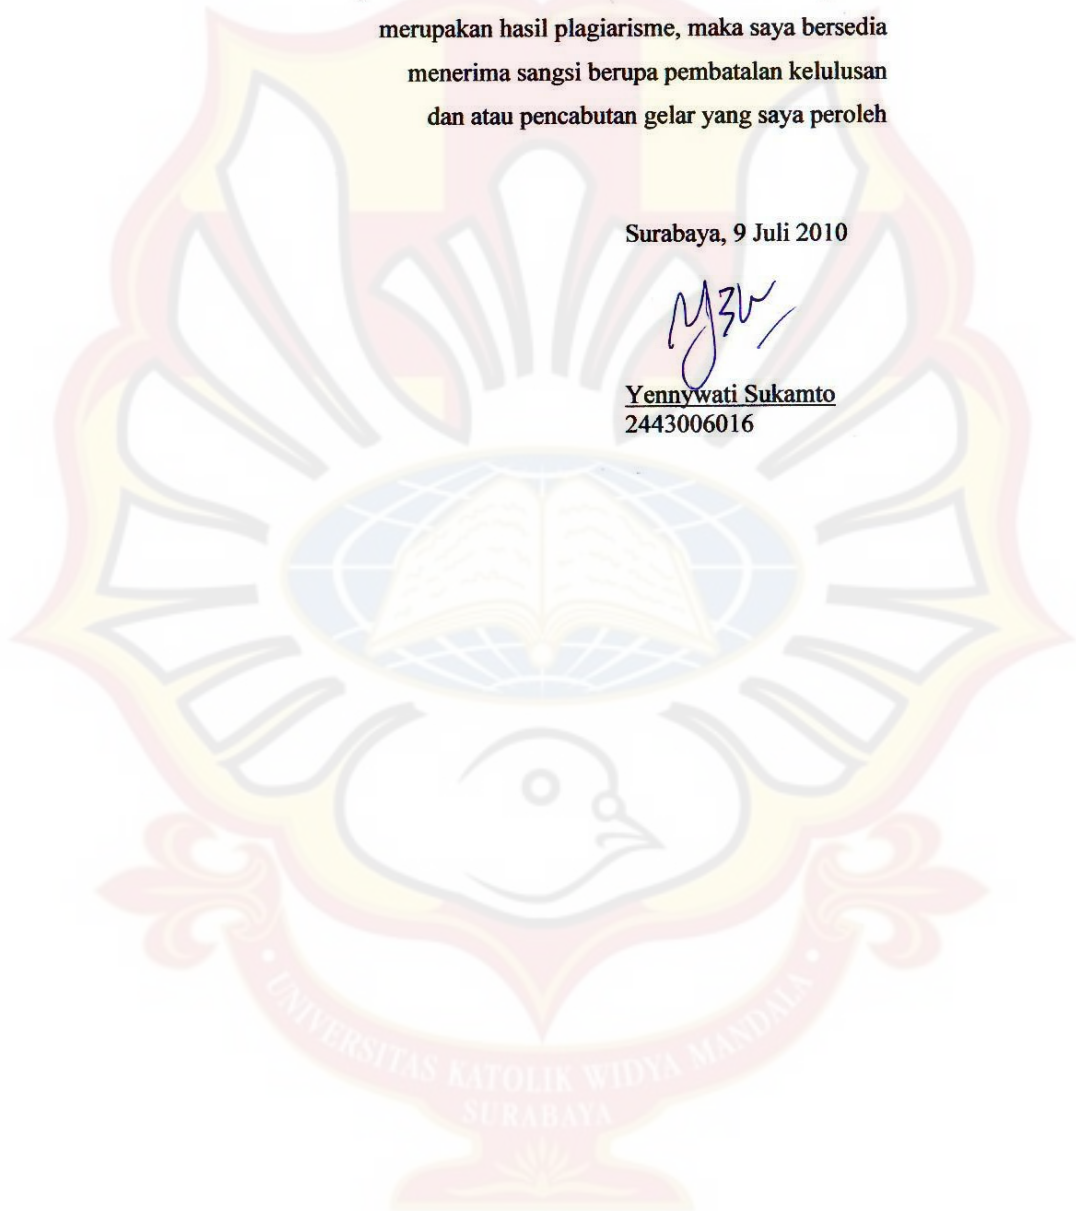 merupakan hasil plagiarisme, maka saya bersedia
menerima sangsi berupa pembatalan kelulusan
dan atau pencabutan gelar yang saya peroleh
Surabaya, 9 Juli 2010
Yennywati Sukamto
2443006016
UNIVERSITAS KATOLIK WIDYA MANDALA
SURABAYA